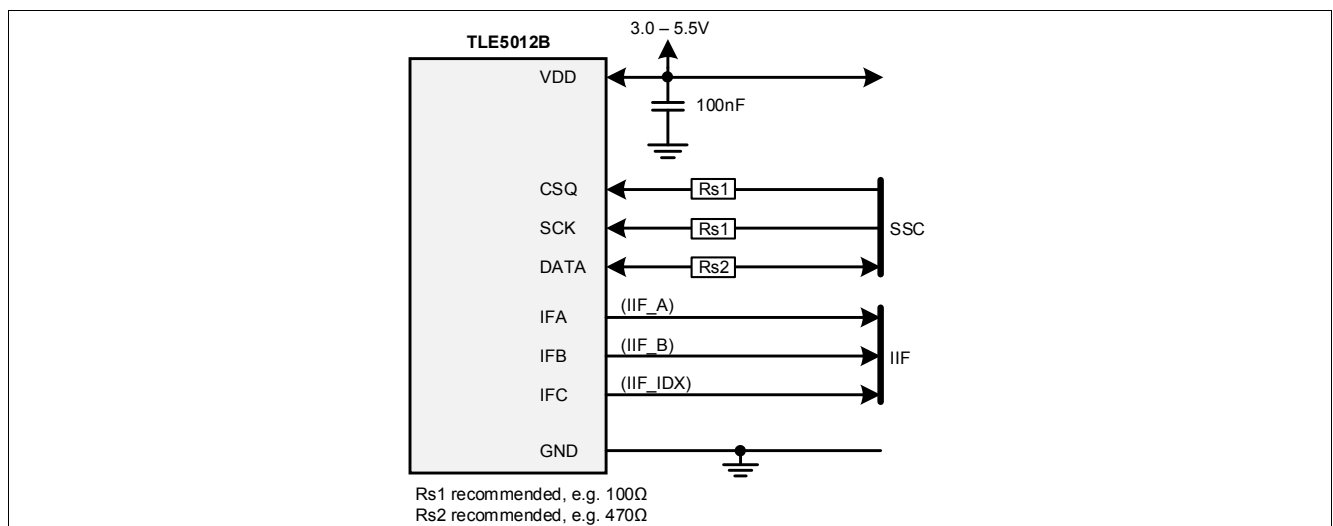 3.0 – 5.5V
TLE5012B
VDD
100nF
CSQ
Rs1
SCK
Rs1
SSC
DATA
Rs2
IFA
(IIF_A)
IFB
(IIF_B)
IIF
IFC
(IIF_IDX)
GND
Rs1 recommended, e.g. 100Ω
Rs2 recommended, e.g. 470Ω